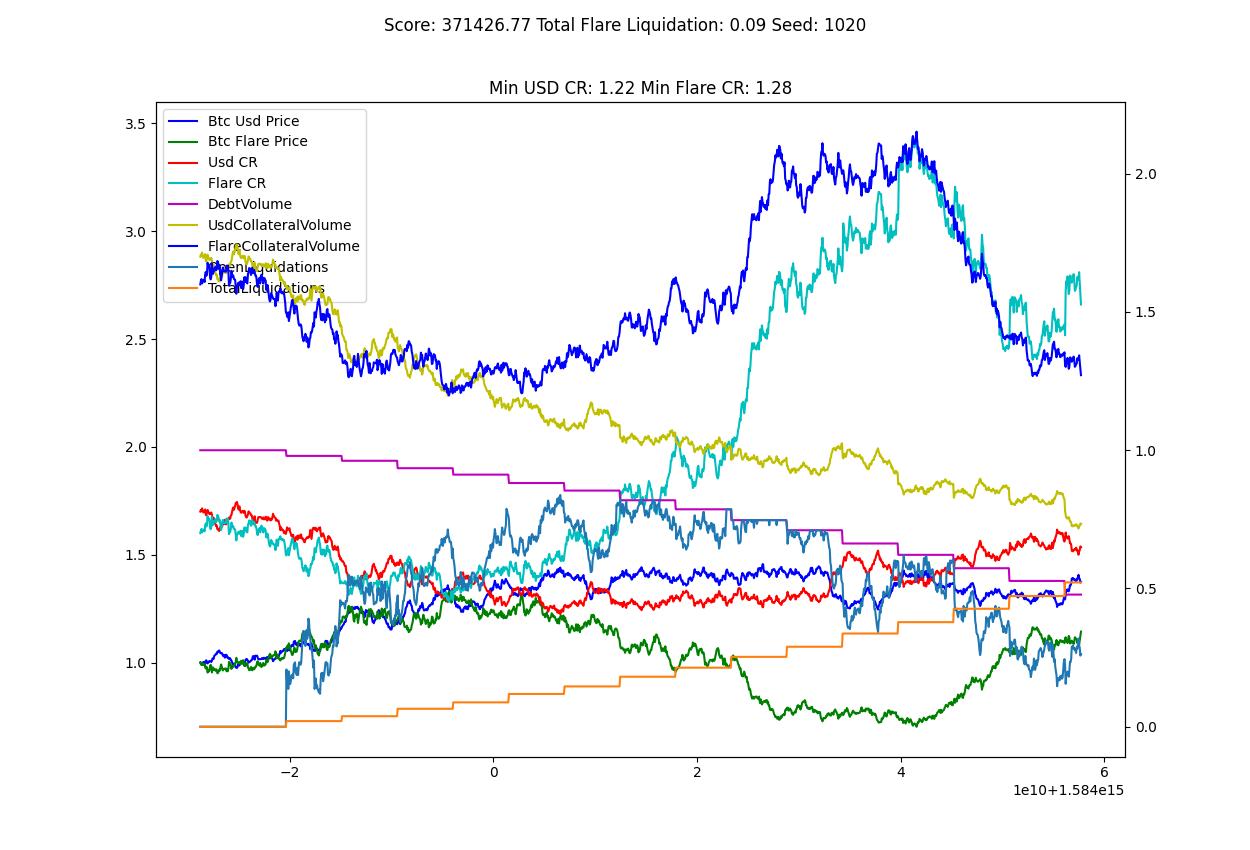 Score: 371426.77 Total Flare Liquidation: 0.09 Seed: 1020
Min USD CR: 1.22 Min Flare CR: 1.28
3.5
3.0
2.5
2.0
1.5
1.0
Btc Usd Price
Btc Flare Price
Usd CR
Flare CR
DebtVolume
UsdCollateralVolume
FlareCollateralVolume
OpenLiquidations
TotalLiquidations
2.0
1.5
1.0
0.5
0.0
−2 0 2 4 6
1e10+1.584e15